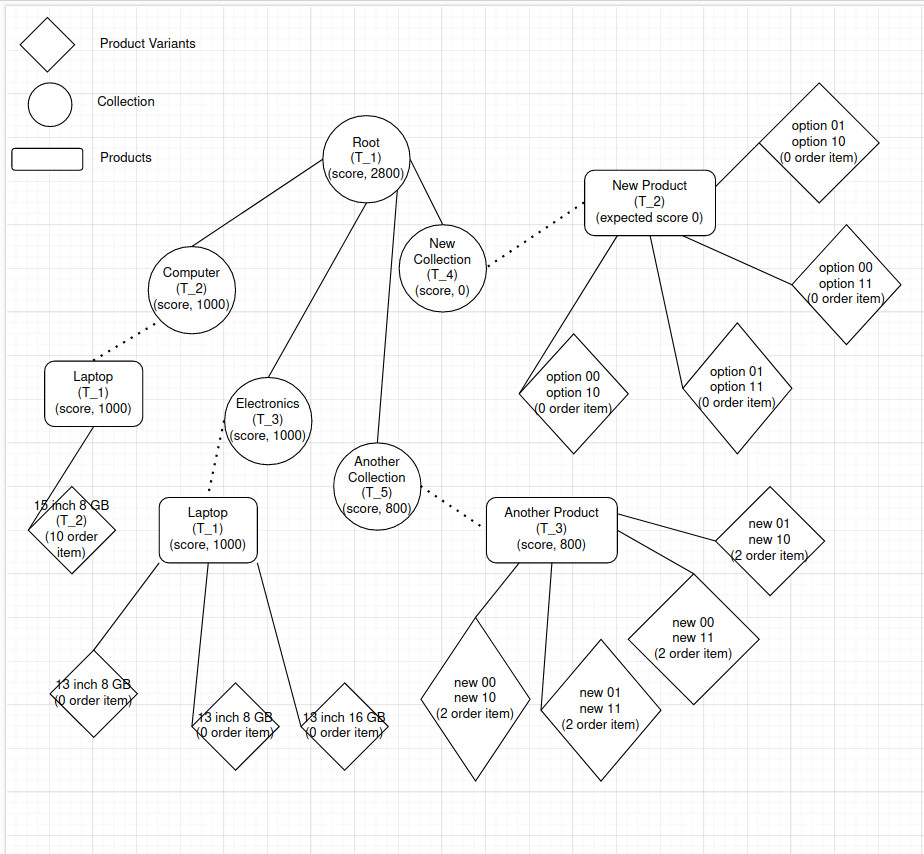 Product Variants
Collection
Products
Root
(T_1)
(score, 2800)
option 01
option 10
(0 order item)
New Product
(T_2)
(expected score 0)
New
Collection
(T_4)
(score, 0)
Computer
(T_2)
(score, 1000)
option 00
option 11
(0 order item)
Laptop
(T_1)
(score, 1000)
option 00
option 10
(0 order item)
option 01
option 11
(0 order item)
Electronics
(T_3)
(score, 1000)
Another
Collection
(T_5)
(score, 800)
15 inch 8 GB
(T_2)
(10 order
item)
Laptop
(T_1)
(score, 1000)
Another Product
(T_3)
(score, 800)
new 01
new 10
(2 order item)
new 00
new 11
(2 order item)
13 inch 8 GB
(0 order item)
13 inch 8 GB
(0 order item)
13 inch 16 GB
(0 order item)
new 00
new 10
(2 order item)
new 01
new 11
(2 order item)